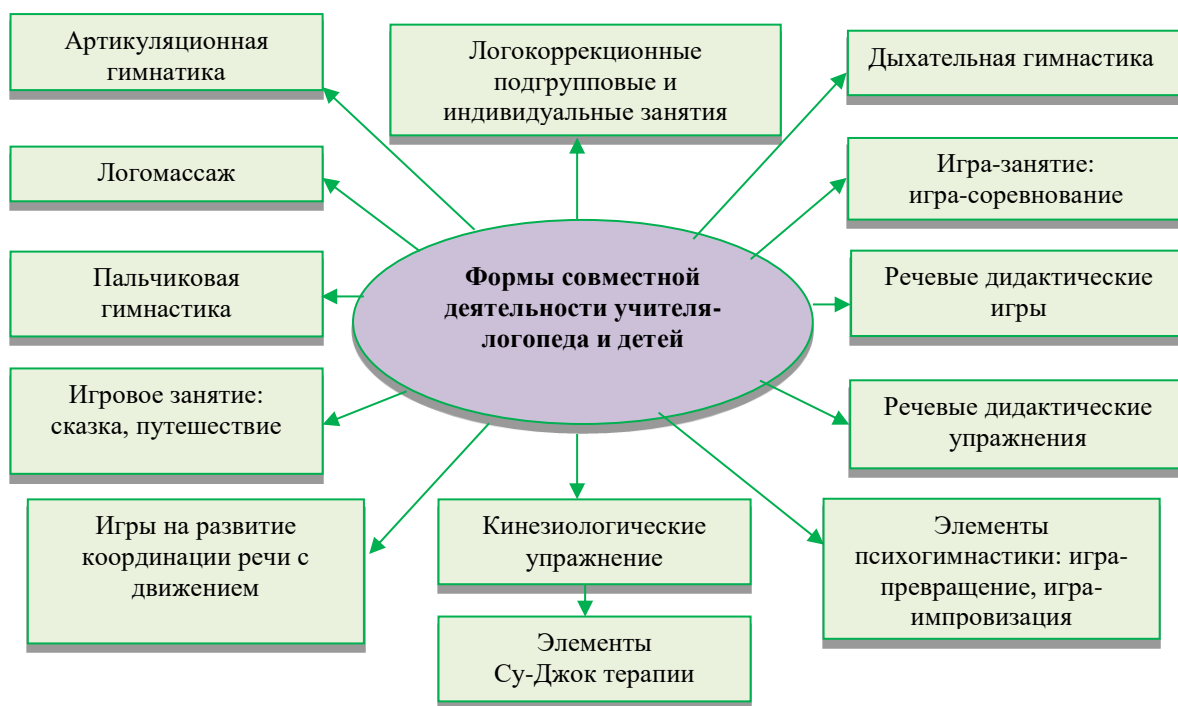 Артикуляционная
гимнатика
Логокоррекционные
подгрупповые и
индивидуальные занятия
Дыхательная гимнастика
Логомассаж
Игра-занятие:
игра-соревнование
Пальчиковая
гимнастика
Формы совместной
деятельности учителя-
логопеда и детей
Речевые дидактические
игры
Игровое занятие:
сказка, путешествие
Речевые дидактические
упражнения
Игры на развитие
координации речи с
движением
Кинезиологические
упражнение
Элементы
психогимнастики: игра-
превращение, игра-
импровизация
Элементы
Су-Джок терапии